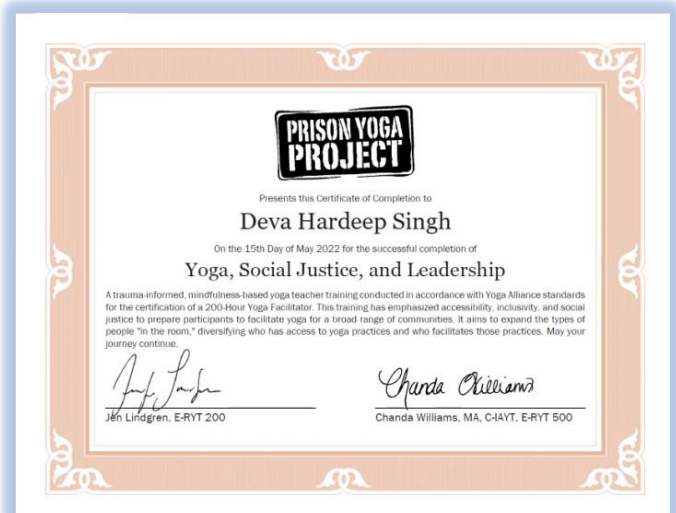 PRISON YOGA
PROJECT
Presents this Certificate of Completion to
Deva Hardeep Singh
On the 15th Day of May 2022 for the successful completion of
Yoga, Social Justice, and Leadership
A trauma-informed, mindfulness-based yoga teacher training conducted in accordance with Yoga Alliance standards
for the certification of a 200-Hour Yoga Facilitator. This training has emphasized accessibility, inclusivity, and social
justice to prepare participants to facilitate yoga for a broad range of communities. It aims to expand the types of
people "in the room," diversifying who has access to yoga practices and who facilitates those practices. May your
journey continue.
Chanda Williams
Jen Lindgren, E-RYT 200
Chanda Williams, MA, C-IAYT, E-RYT 500